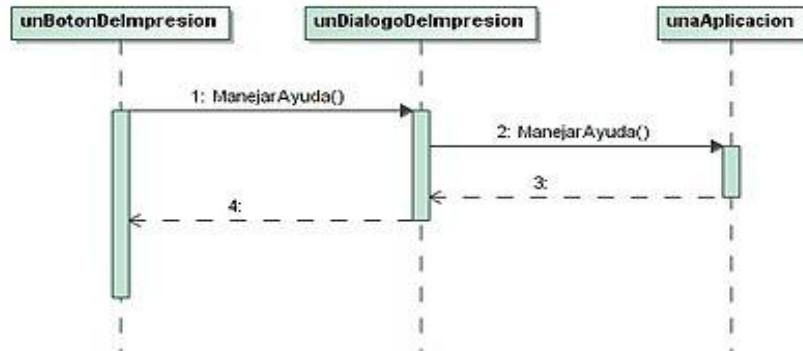 unBotonDeImpresion
unDialogoDeImpresion
unaAplicacion
1: ManejarAyuda()
2: ManejarAyuda()
3:
4: